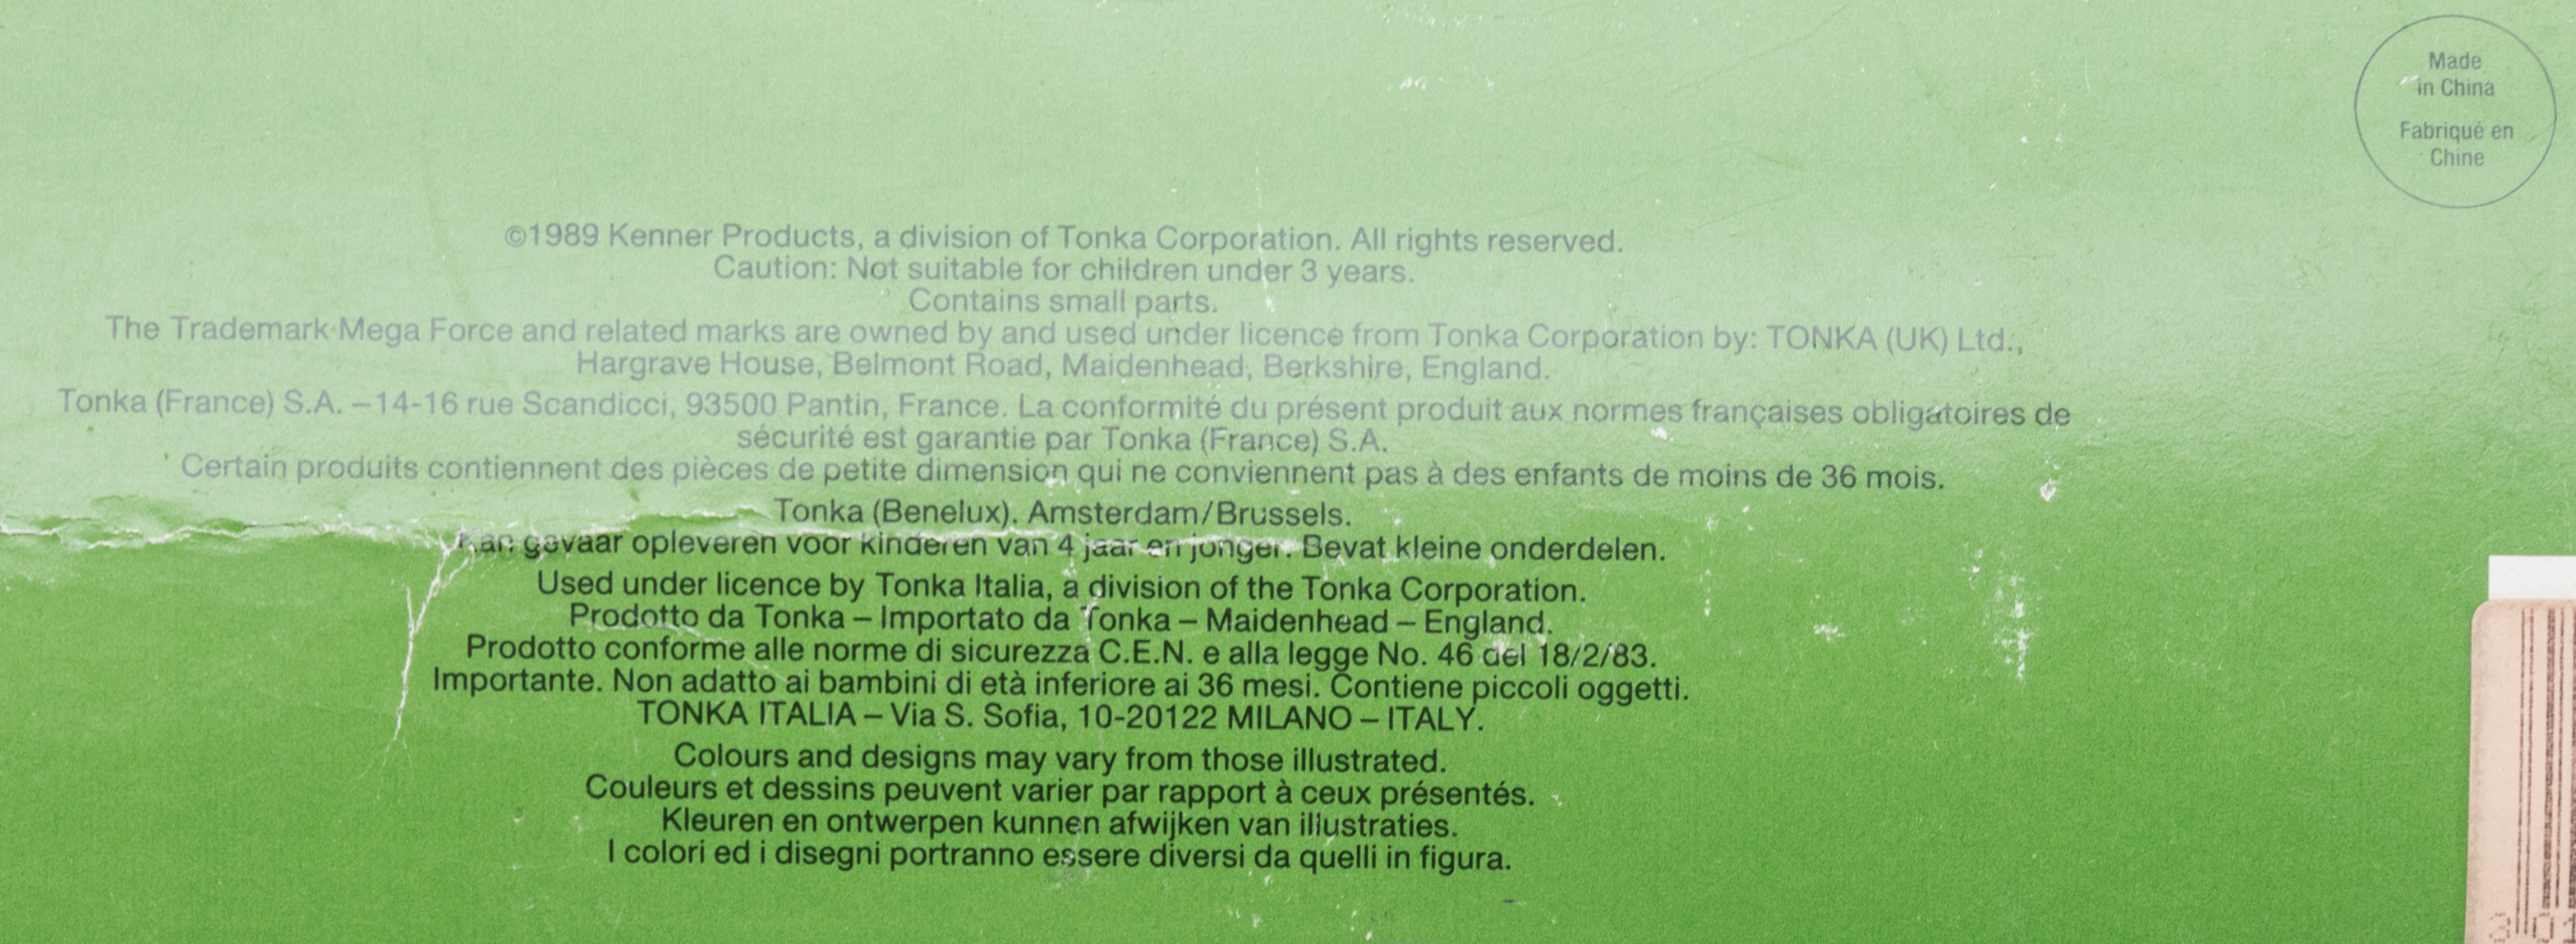 Made
in China
Fabriqué en
Chine
©1989 Kenner Products, a division of Tonka Corporation. All rights reserved.
Caution: Not suitable for children under 3 years.
Contains small parts.
The Trademark Mega Force and related marks are owned by and used under licence from Tonka Corporation by: TONKA (UK) Ltd.,
Hargrave House, Belmont Road, Maidenhead, Berkshire, England.
Tonka (France) S.A. – 14-16 rue Scandicci, 93500 Pantin, France. La conformité du présent produit aux normes françaises obligatoires de
sécurité est garantie par Tonka (France) S.A.
Certain produits contiennent des pièces de petite dimension qui ne conviennent pas à des enfants de moins de 36 mois.
Tonka (Benelux). Amsterdam/Brussels.
Kan gevaar opleveren voor kinderen van 4 jaar en jonger. Bevat kleine onderdelen.
Used under licence by Tonka Italia, a division of the Tonka Corporation.
Prodotto da Tonka – Importato da Tonka – Maidenhead – England.
Prodotto conforme alle norme di sicurezza C.E.N. e alla legge No. 46 del 18/2/83.
Importante. Non adatto ai bambini di età inferiore ai 36 mesi. Contiene piccoli oggetti.
TONKA ITALIA – Via S. Sofia, 10-20122 MILANO – ITALY.
Colours and designs may vary from those illustrated.
Couleurs et dessins peuvent varier par rapport à ceux présentés.
Kleuren en ontwerpen kunnen afwijken van illustraties.
I colori ed i disegni portranno essere diversi da quelli in figura.